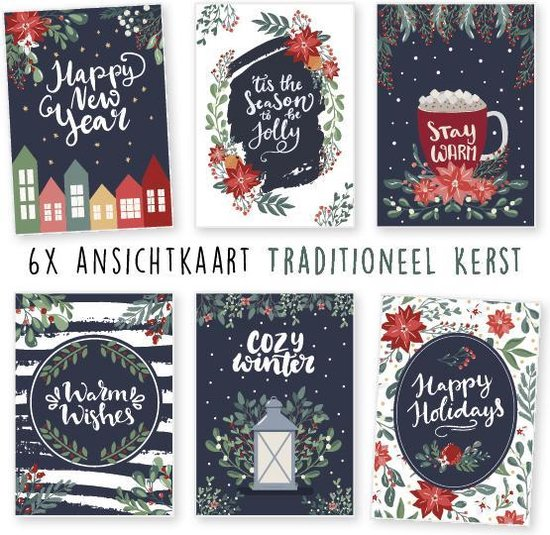 Happy
New
Year
'tis the
Season
to be
Jolly
STAY
WARM
6X ANSICHTKAART TRADITIONEEL KERST
Warm
Wishes
COZY
winter
Happy
Holidays